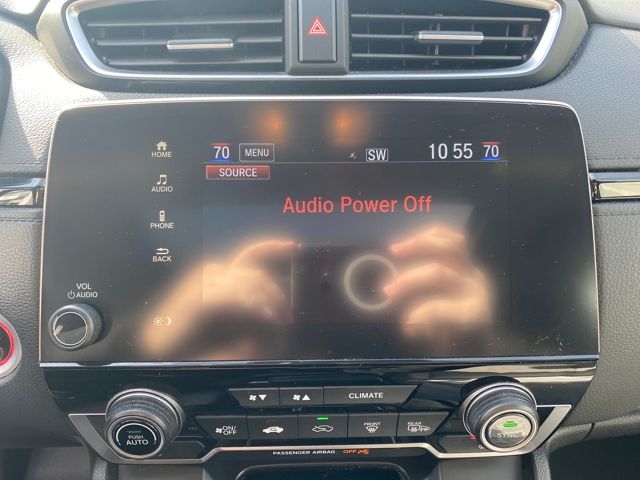 HOME
70 MENU SW 10 55 70
SOURCE
AUDIO
Audio Power Off
PHONE
BACK
VOL
AUDIO
CLIMATE
PUSH
AUTO
ON/
OFF
FRONT
REAR
SYNC
PASSENGER AIRBAG OFF